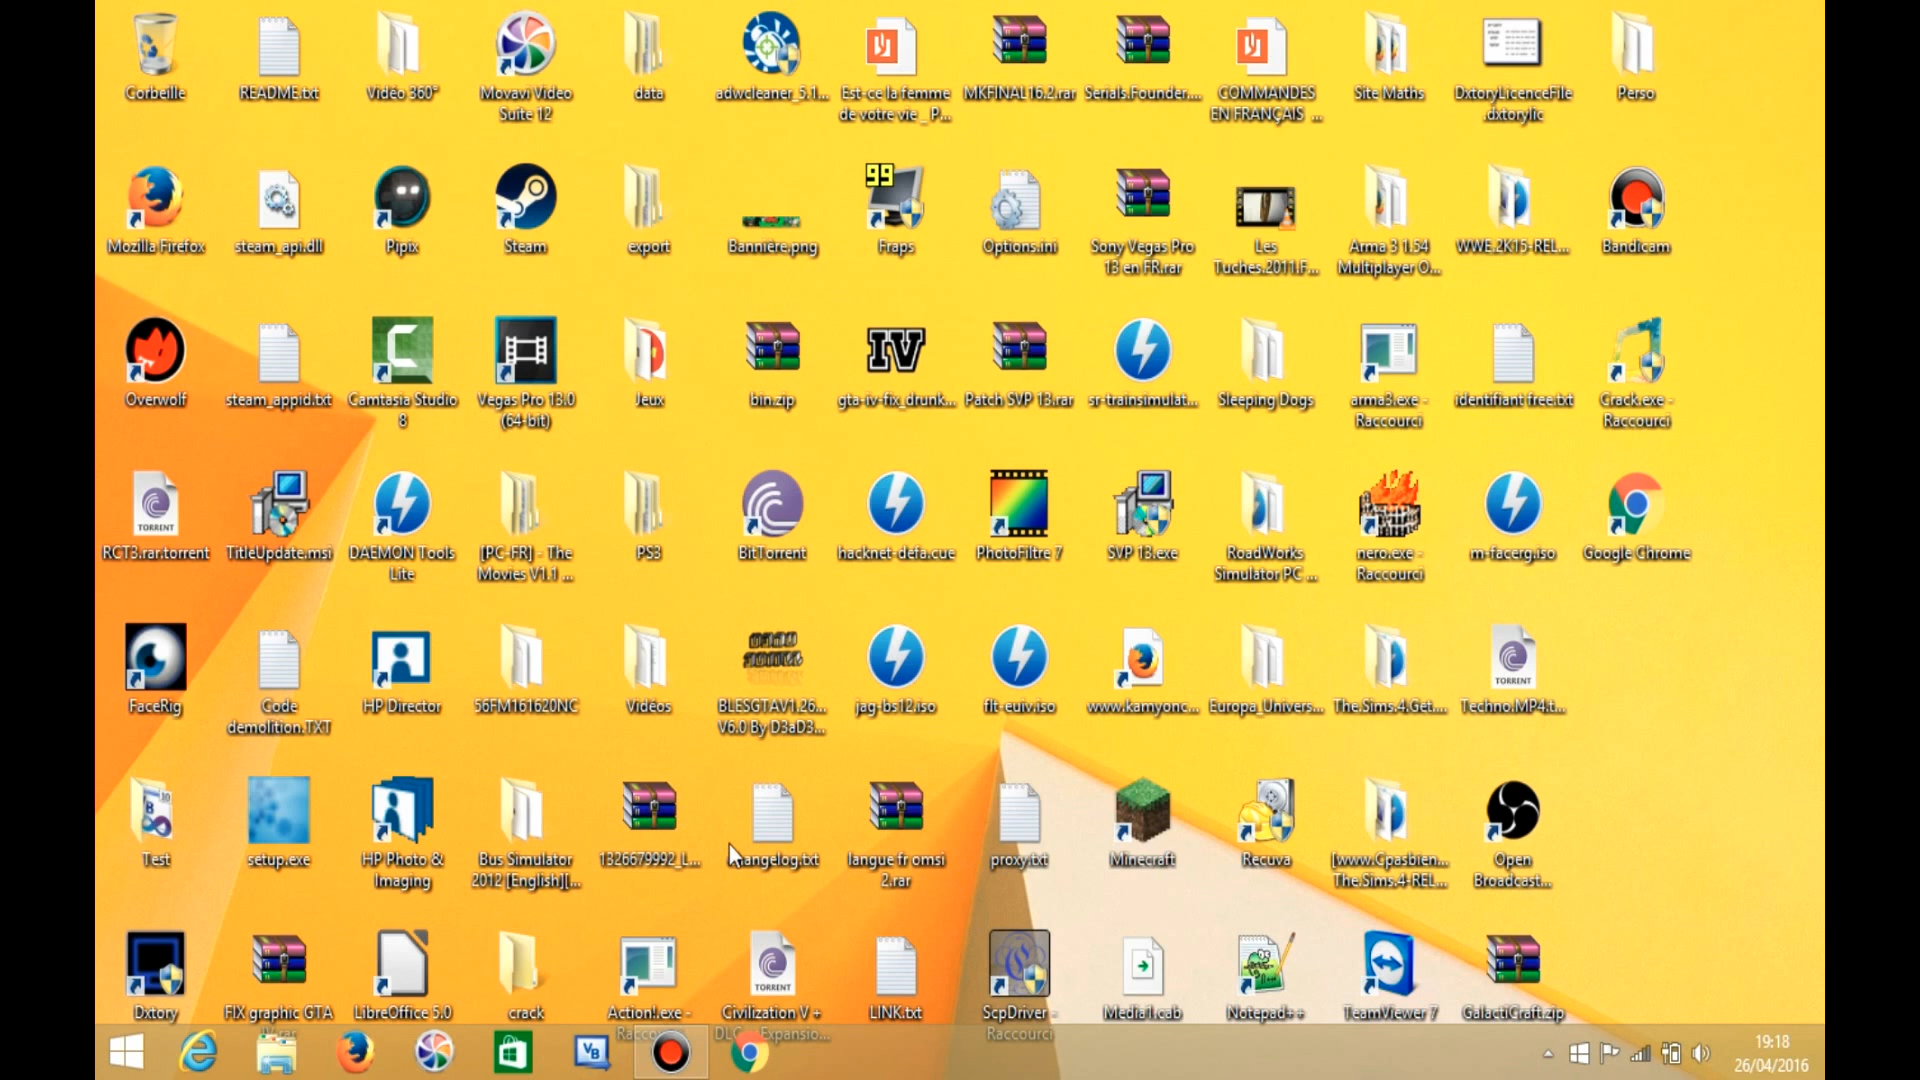 Corbeille
README.txt
Vidéo 360°
Movavi Video
Suite 12
data
adwcleaner_5.1...
Est-ce la femme
de votre vie _ P...
MKFINAL 16.2.rar
Serials.Founder....
COMMANDES
EN FRANÇAIS _...
Site Maths
DxtoryLicenceFile
.dxtorylic
Perso
Mozilla Firefox
steam_api.dll
Pipix
Steam
export
Bannière.png
99
Fraps
Options.ini
Sony Vegas Pro
13 en FR.rar
Les
Tuches.2011.F...
Arma 3 1.54
Multiplayer O...
WWE.2K15-REL...
Bandicam
Overwolf
steam_appid.txt
Camtasia Studio
8
Vegas Pro 13.0
(64-bit)
Jeux
bin.zip
IV
gta-iv-fix_drunk...
Patch SVP 13.rar
sr-trainsimulat...
Sleeping Dogs
arma3.exe -
Raccourci
identifiant free.txt
Crack.exe -
Raccourci
TORRENT
RCT3.rar.torrent
TitleUpdate.msi
DAEMON Tools
Lite
[PC-FR] - The
Movies V1.1 ...
PS3
BitTorrent
hacknet-defa.cue
PhotoFiltre 7
SVP 13.exe
RoadWorks
Simulator PC ...
nero.exe -
Raccourci
m-facerg.iso
Google Chrome
FaceRig
Code
demolition.TXT
HP Director
56FM161620NC
Vidéos
BLESGTAV1.26...
V6.0 By D3aD3...
jag-bs12.iso
flt-euiv.iso
www.kamyonc...
Europa_Univers...
The.Sims.4.Get...
TORRENT
Techno.MP4.t...
Test
setup.exe
HP Photo &
Imaging
Bus Simulator
2012 [English][...
1326679992_L...
langue fr omsi
2.rar
proxy.txt
Minecraft
Recuva
[www.Cpasbien...
The.Sims.4-REL...
Open
Broadcast...
Dxtory
FIX graphic GTA
IV.rar
LibreOffice 5.0
crack
Action!.exe -
TORRENT
Civilization V +
LINK.txt
ScpDriver -
Raccourci
Media1.cab
Notepad++
TeamViewer 7
GalactiCraft.zip
VB
19:18
26/04/2016